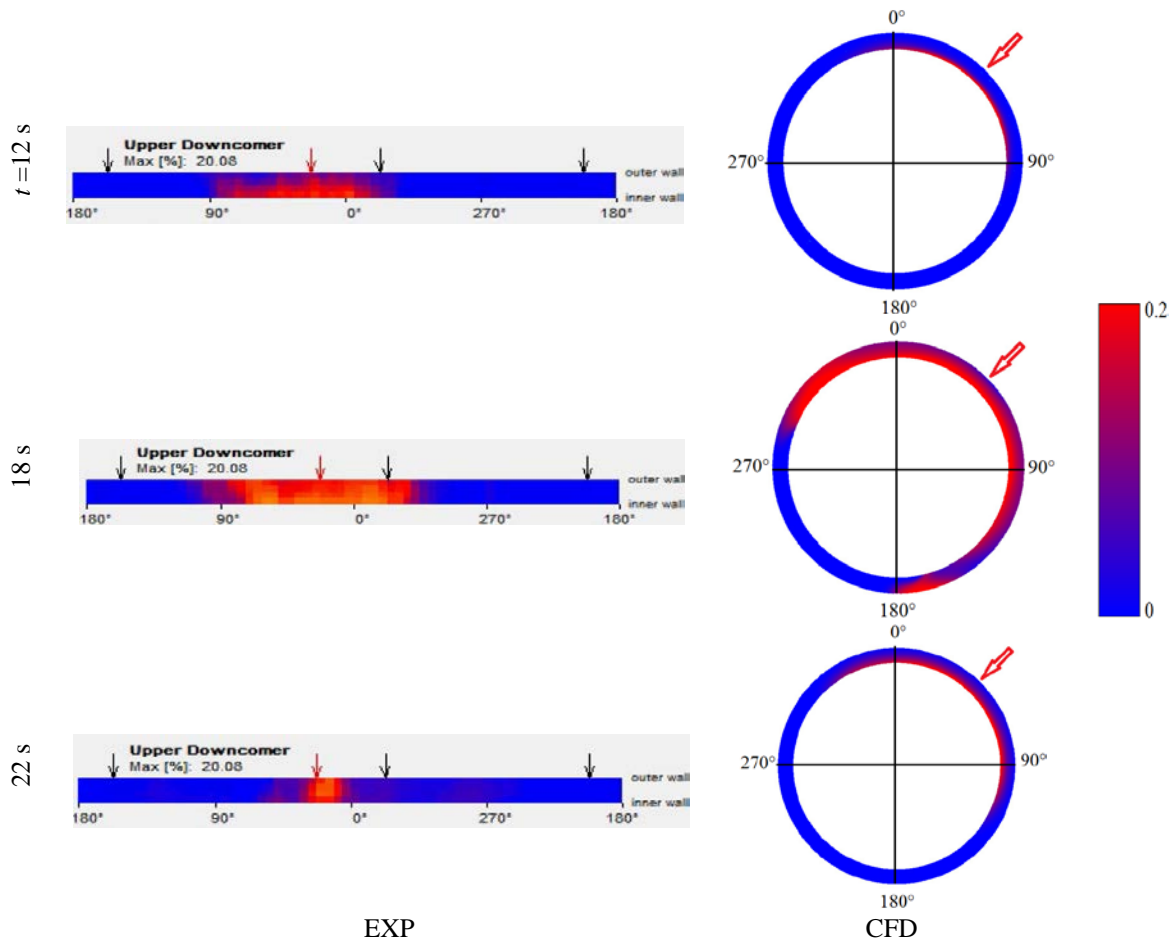 t =12 s
Upper Downcomer
Max [%]: 20.08
outer wall
inner wall
180° 90° 0° 270° 180°
0°
270° 90°
180°
18 s
Upper Downcomer
Max [%]: 20.08
outer wall
inner wall
180° 90° 0° 270° 180°
0°
270° 90°
180°
0.2
0
22 s
Upper Downcomer
Max [%]: 20.08
outer wall
inner wall
180° 90° 0° 270° 180°
0°
270° 90°
180°
EXP CFD